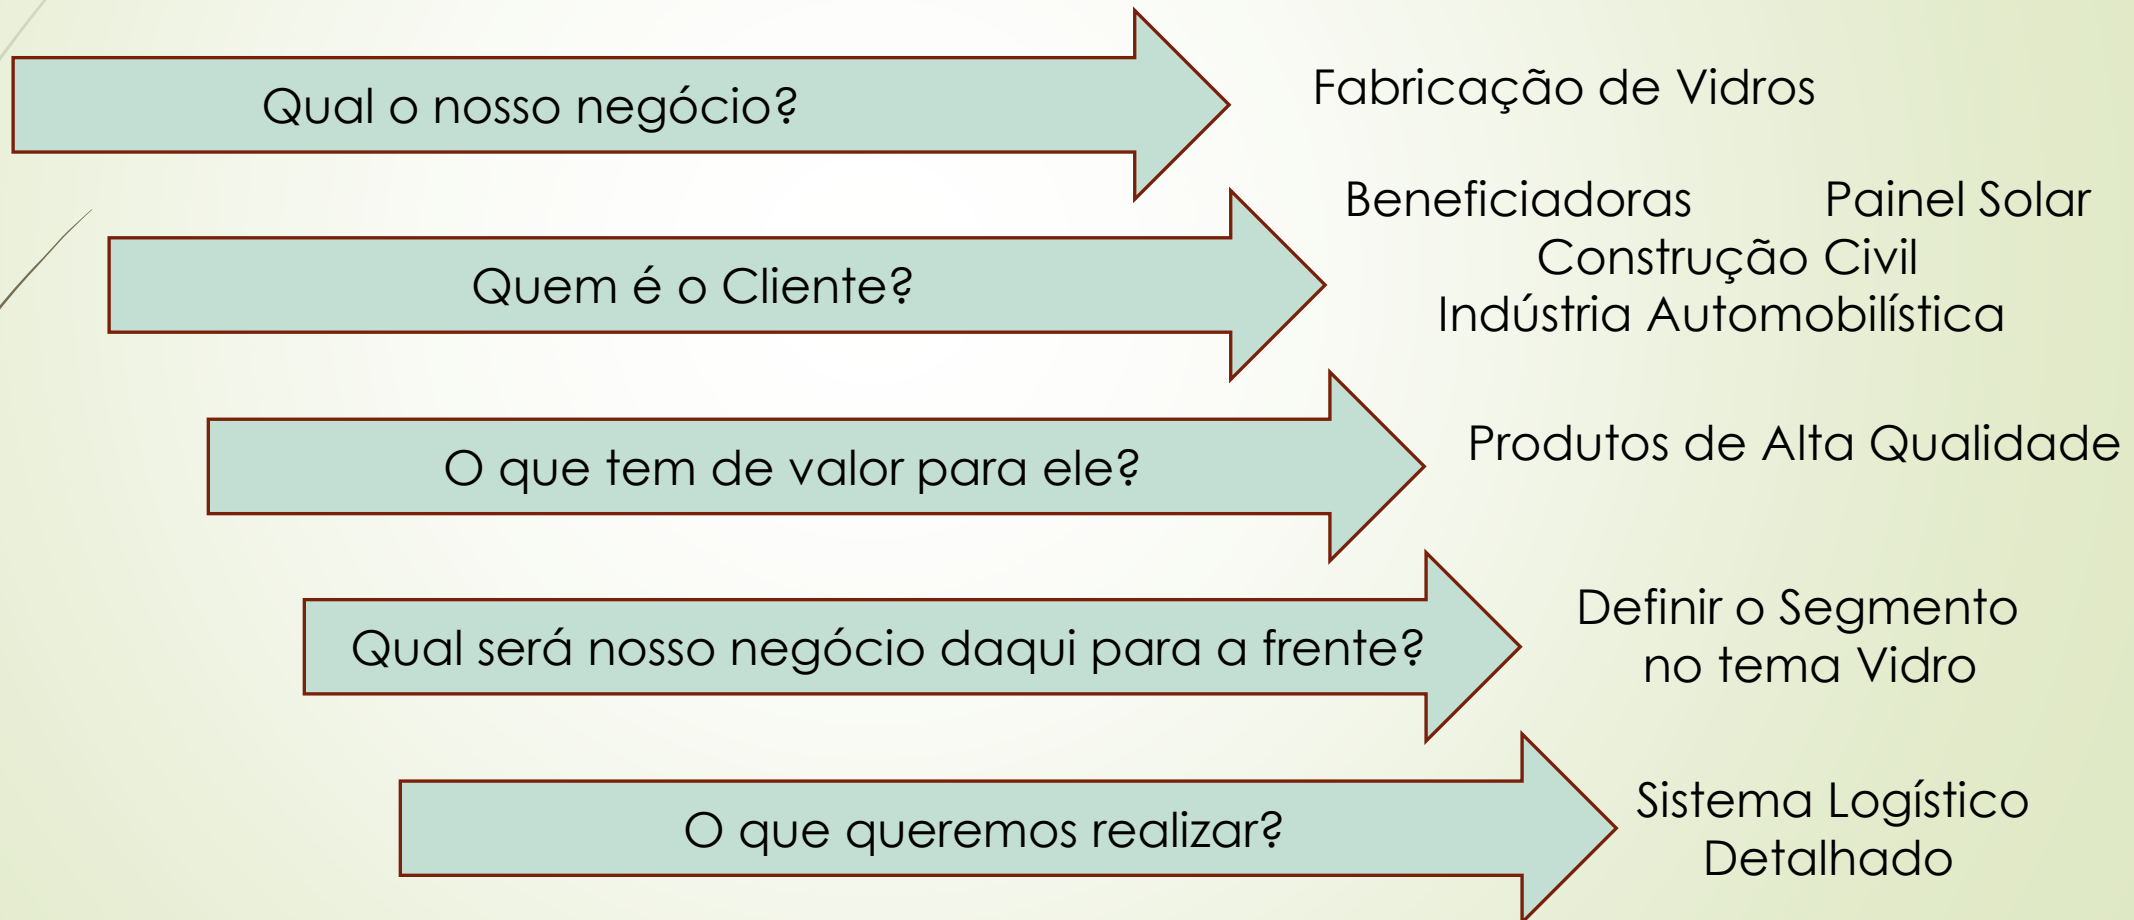 Qual o nosso negócio?
Fabricação de Vidros
Quem é o Cliente?
Beneficiadoras Painel Solar
Construção Civil
Indústria Automobilística
O que tem de valor para ele?
Produtos de Alta Qualidade
Qual será nosso negócio daqui para a frente?
Definir o Segmento
no tema Vidro
O que queremos realizar?
Sistema Logístico
Detalhado